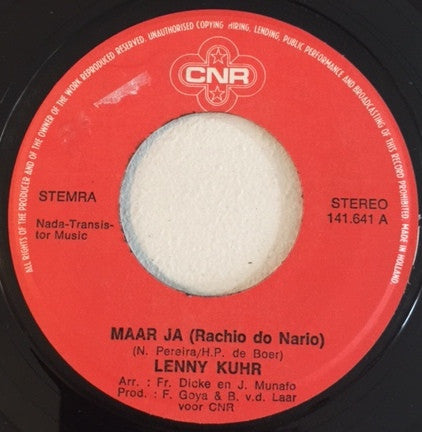 ALL RIGHTS OF THE PRODUCER AND OF THE OWNER OF THE WORK REPRODUCED RESERVED. UNAUTHORISED COPYING, HIRING, LENDING, PUBLIC PERFORMANCE AND BROADCASTING OF THIS RECORD PROHIBITED. MADE IN HOLLAND.
CNR
STEMRA
STEREO
141.641 A
Nada-Transis-
tor Music
MAAR JA (Rachio do Nario)
(N. Pereira/H.P. de Boer)
LENNY KUHR
Arr. : Fr. Dicke en J. Munafo
Prod. : F. Goya & B. v.d. Laar
voor CNR